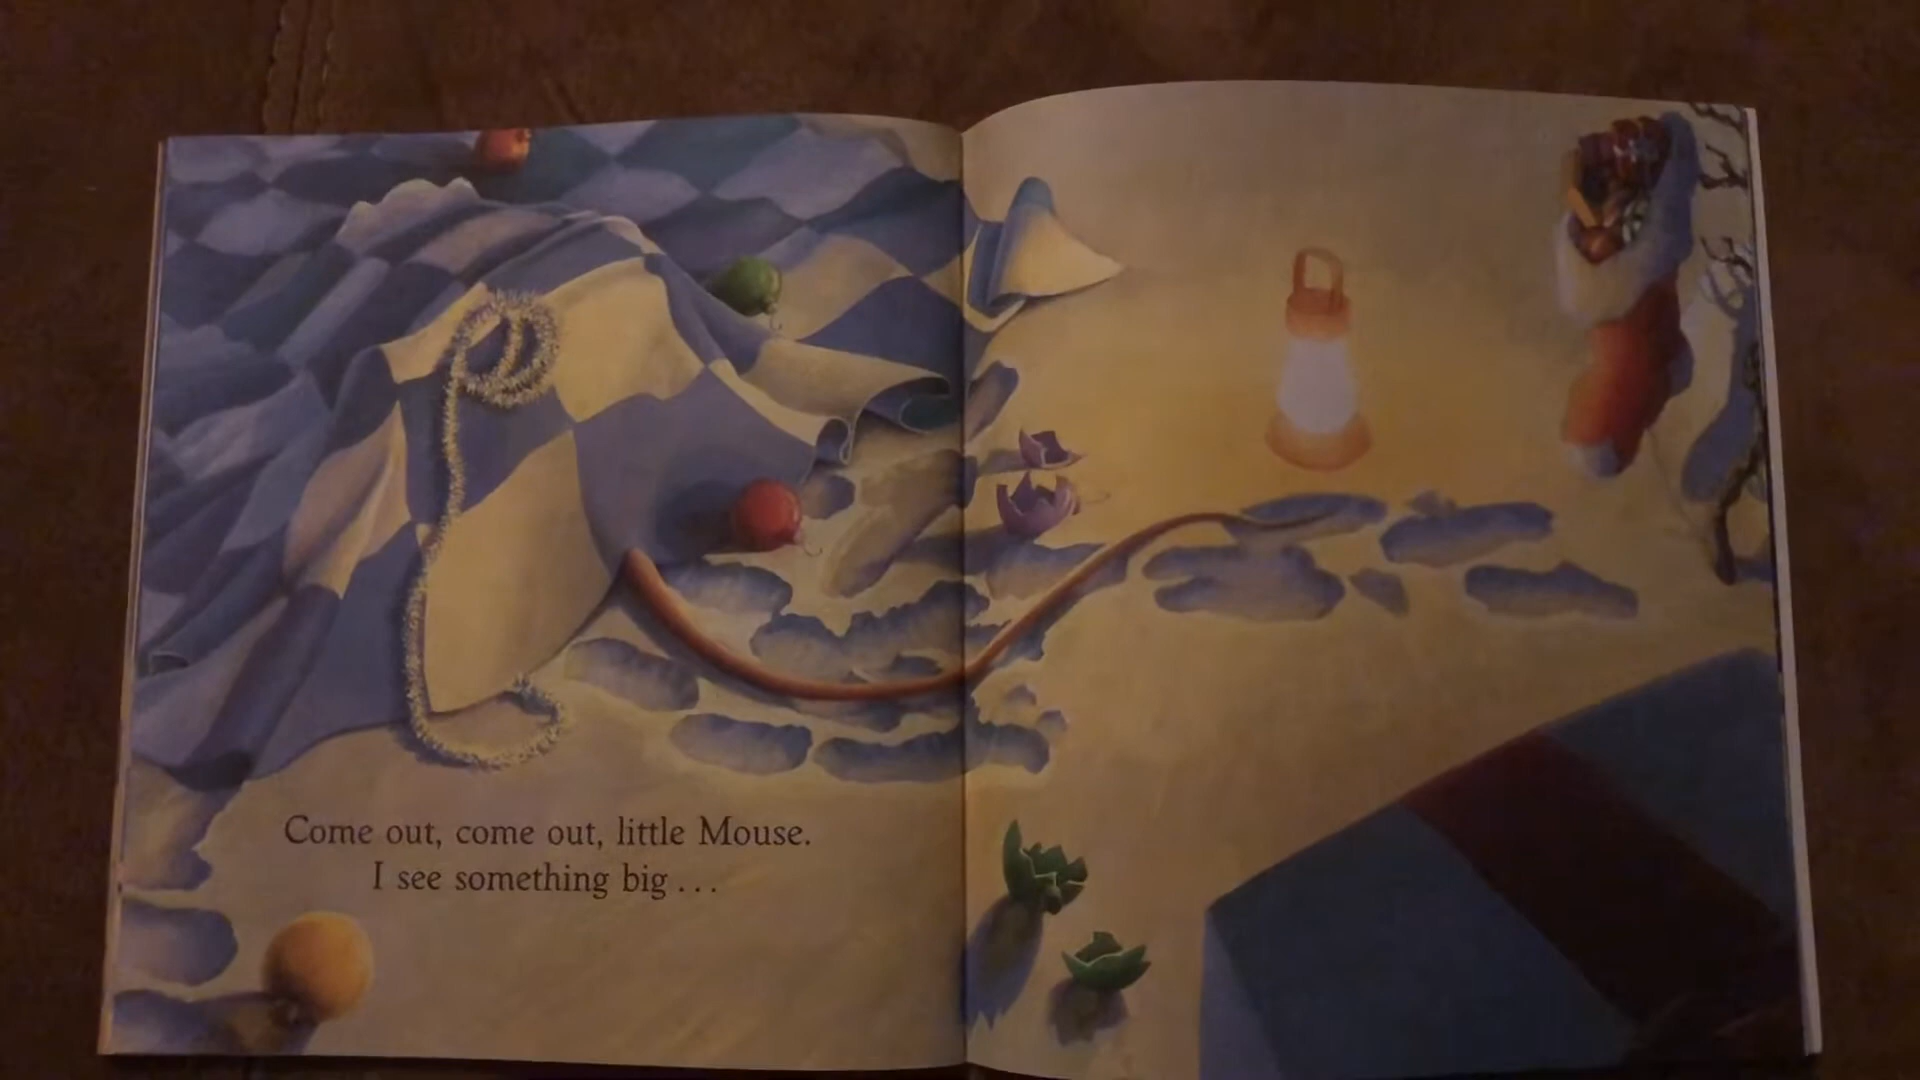 Come out, come out, little Mouse.
I see something big . . .